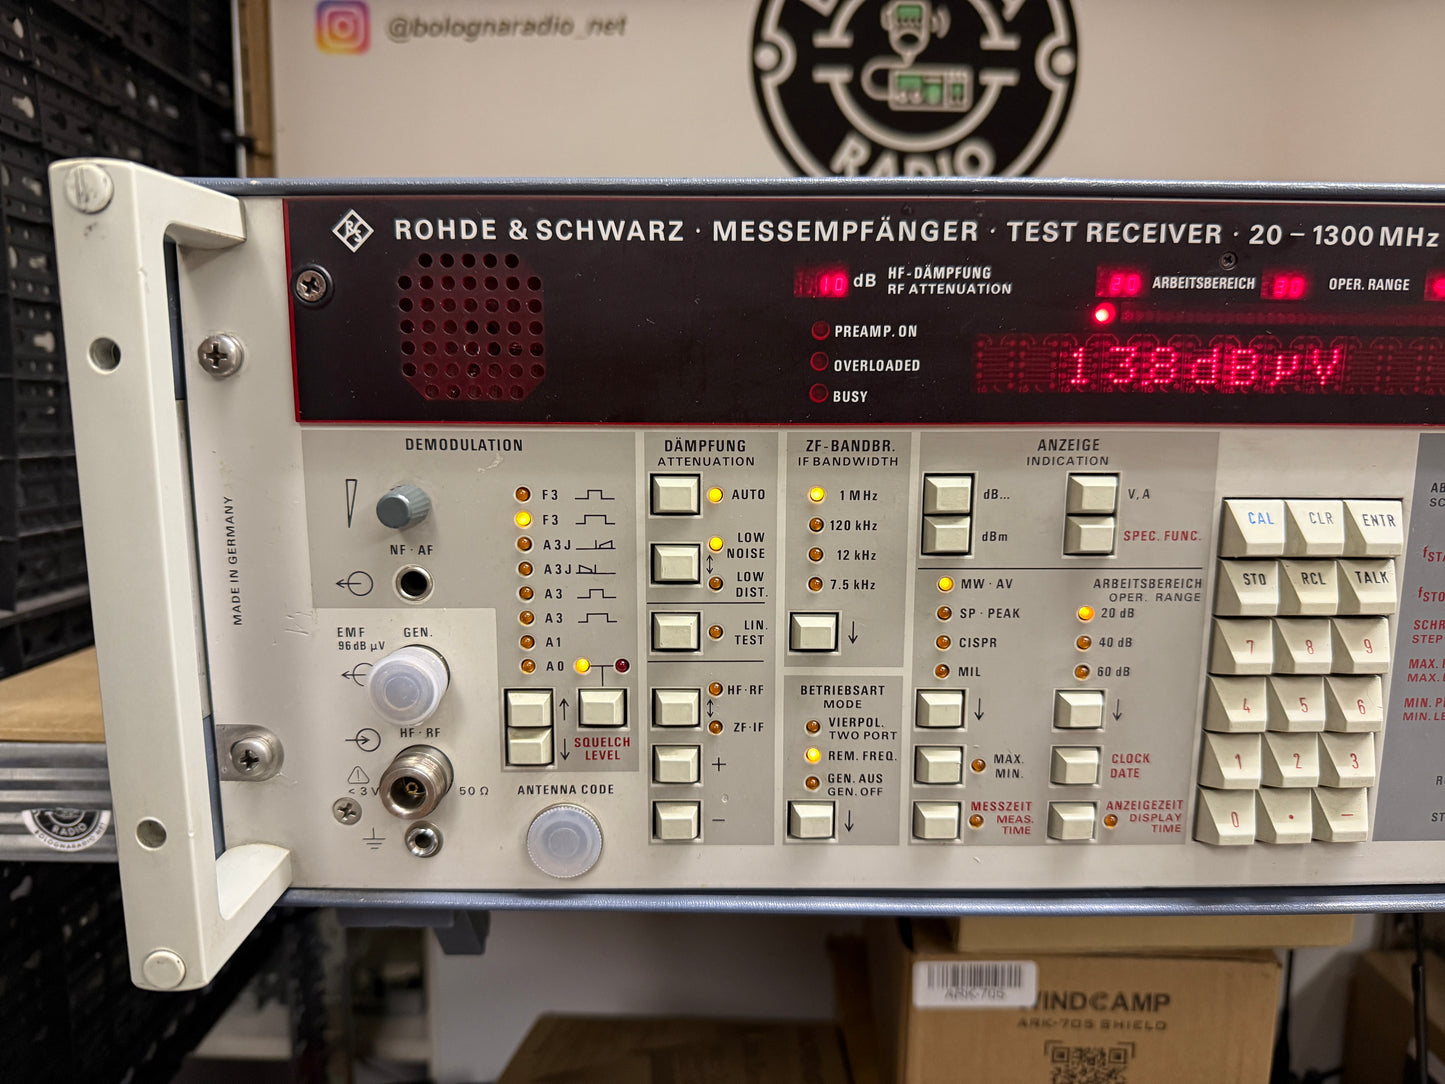 @bolognaradio_net
RADIO
ROHDE & SCHWARZ · MESSEMPFÄNGER · TEST RECEIVER · 20 – 1300 MHz
10 dB HF-DÄMPFUNG
RF ATTENUATION
20 ARBEITSBEREICH 30 OPER. RANGE
PREAMP. ON
OVERLOADED
BUSY
138dBµV
MADE IN GERMANY
DEMODULATION
NF · AF
F3
F3
A3J
A3J
A3
A3
A1
A0
SQUELCH
LEVEL
EMF
96 dB µV
GEN.
HF · RF
< 3 V
50 Ω
ANTENNA CODE
DÄMPFUNG
ATTENUATION
AUTO
LOW
NOISE
LOW
DIST.
LIN.
TEST
HF · RF
ZF · IF
+
–
ZF-BANDBR.
IF BANDWIDTH
1 MHz
120 kHz
12 kHz
7.5 kHz
BETRIEBSART
MODE
VIERPOL.
TWO PORT
REM. FREQ.
GEN. AUS
GEN. OFF
ANZEIGE
INDICATION
dB...
dBm
V, A
SPEC. FUNC.
MW · AV
SP · PEAK
CISPR
MIL
ARBEITSBEREICH
OPER. RANGE
20 dB
40 dB
60 dB
MAX.
MIN.
CLOCK
DATE
MESSZEIT
MEAS.
TIME
ANZEIGEZEIT
DISPLAY
TIME
CAL CLR ENTR
STO RCL TALK
7 8 9
4 5 6
1 2 3
0 . –
RADIO
ARK-705
WINDCAMP
ARK-705 SHIELD